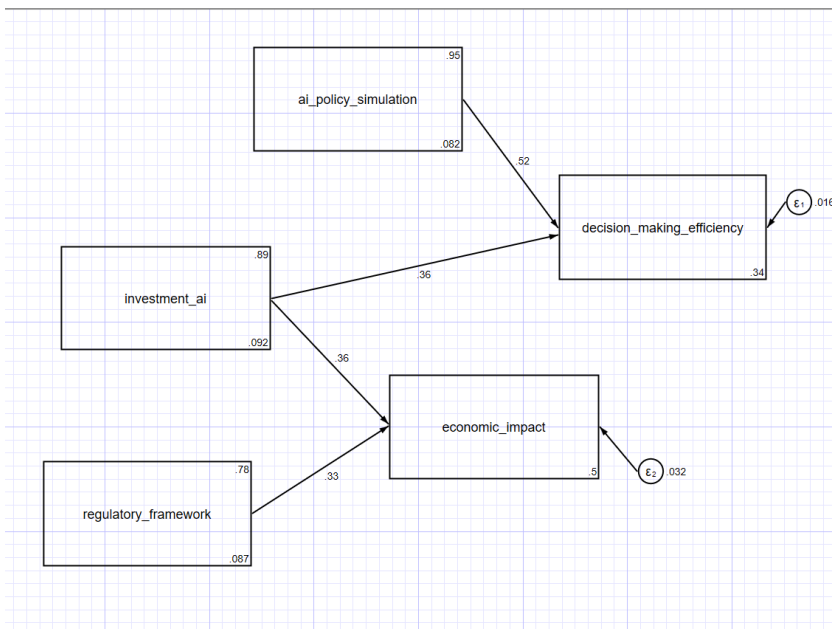 .95
ai_policy_simulation
.082
.52
ε₁ .016
decision_making_efficiency
.34
.89
investment_ai
.092
.36
.36
economic_impact
.5
ε₂ .032
.78
regulatory_framework
.087
.33